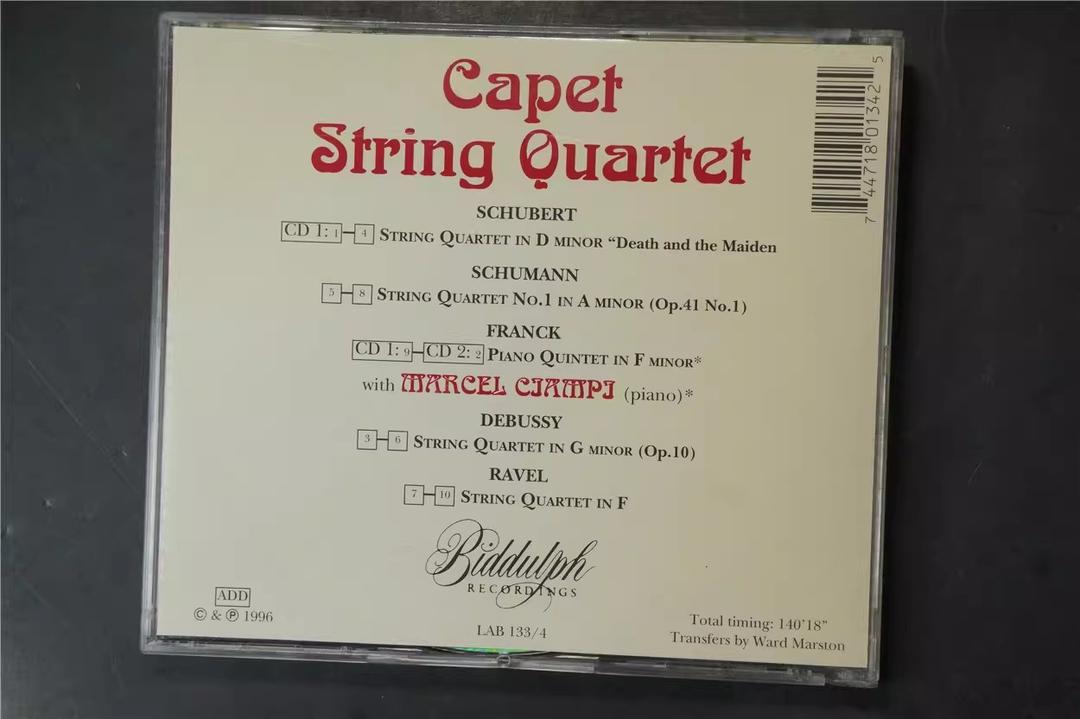 Capet
String Quartet
SCHUBERT
CD 1: 1 4 STRING QUARTET IN D MINOR “Death and the Maiden
SCHUMANN
5 8 STRING QUARTET NO.1 IN A MINOR (Op.41 No.1)
FRANCK
CD 1: 9 CD 2: 2 PIANO QUINTET IN F MINOR*
with MARCEL CIAMPI (piano)*
DEBUSSY
3 6 STRING QUARTET IN G MINOR (Op.10)
RAVEL
7 10 STRING QUARTET IN F
Biddulph
RECORDINGS
ADD
© & ℗ 1996
LAB 133/4
Total timing: 140’18”
Transfers by Ward Marston
7 44718 01342 5